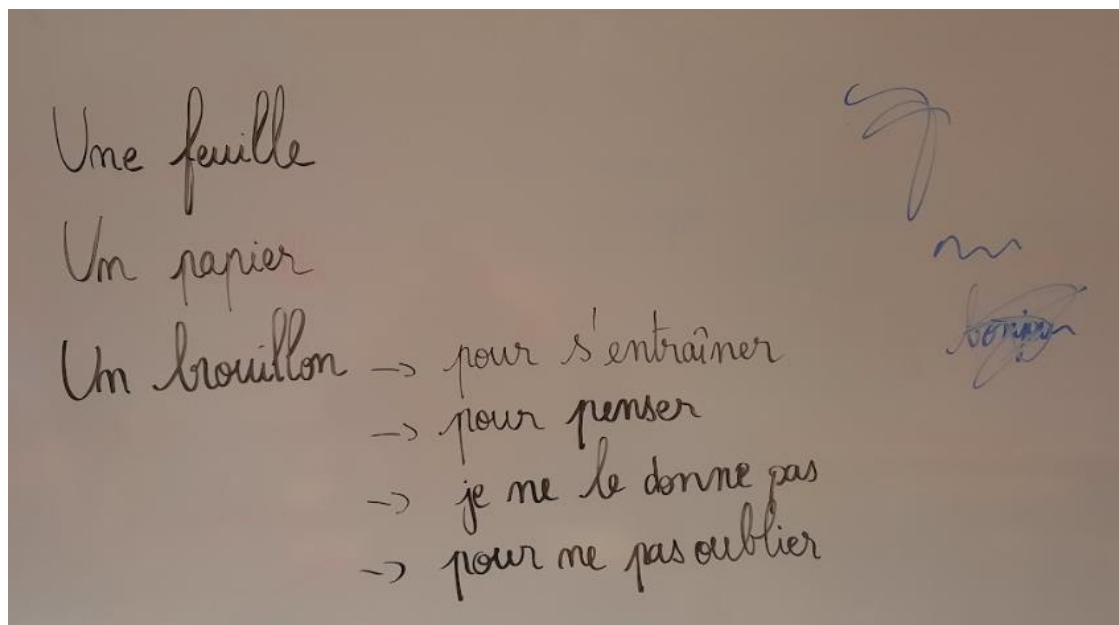 Une feuille
Un papier
Un brouillon → pour s'entraîner
→ pour penser
→ je ne le donne pas
→ pour ne pas oublier